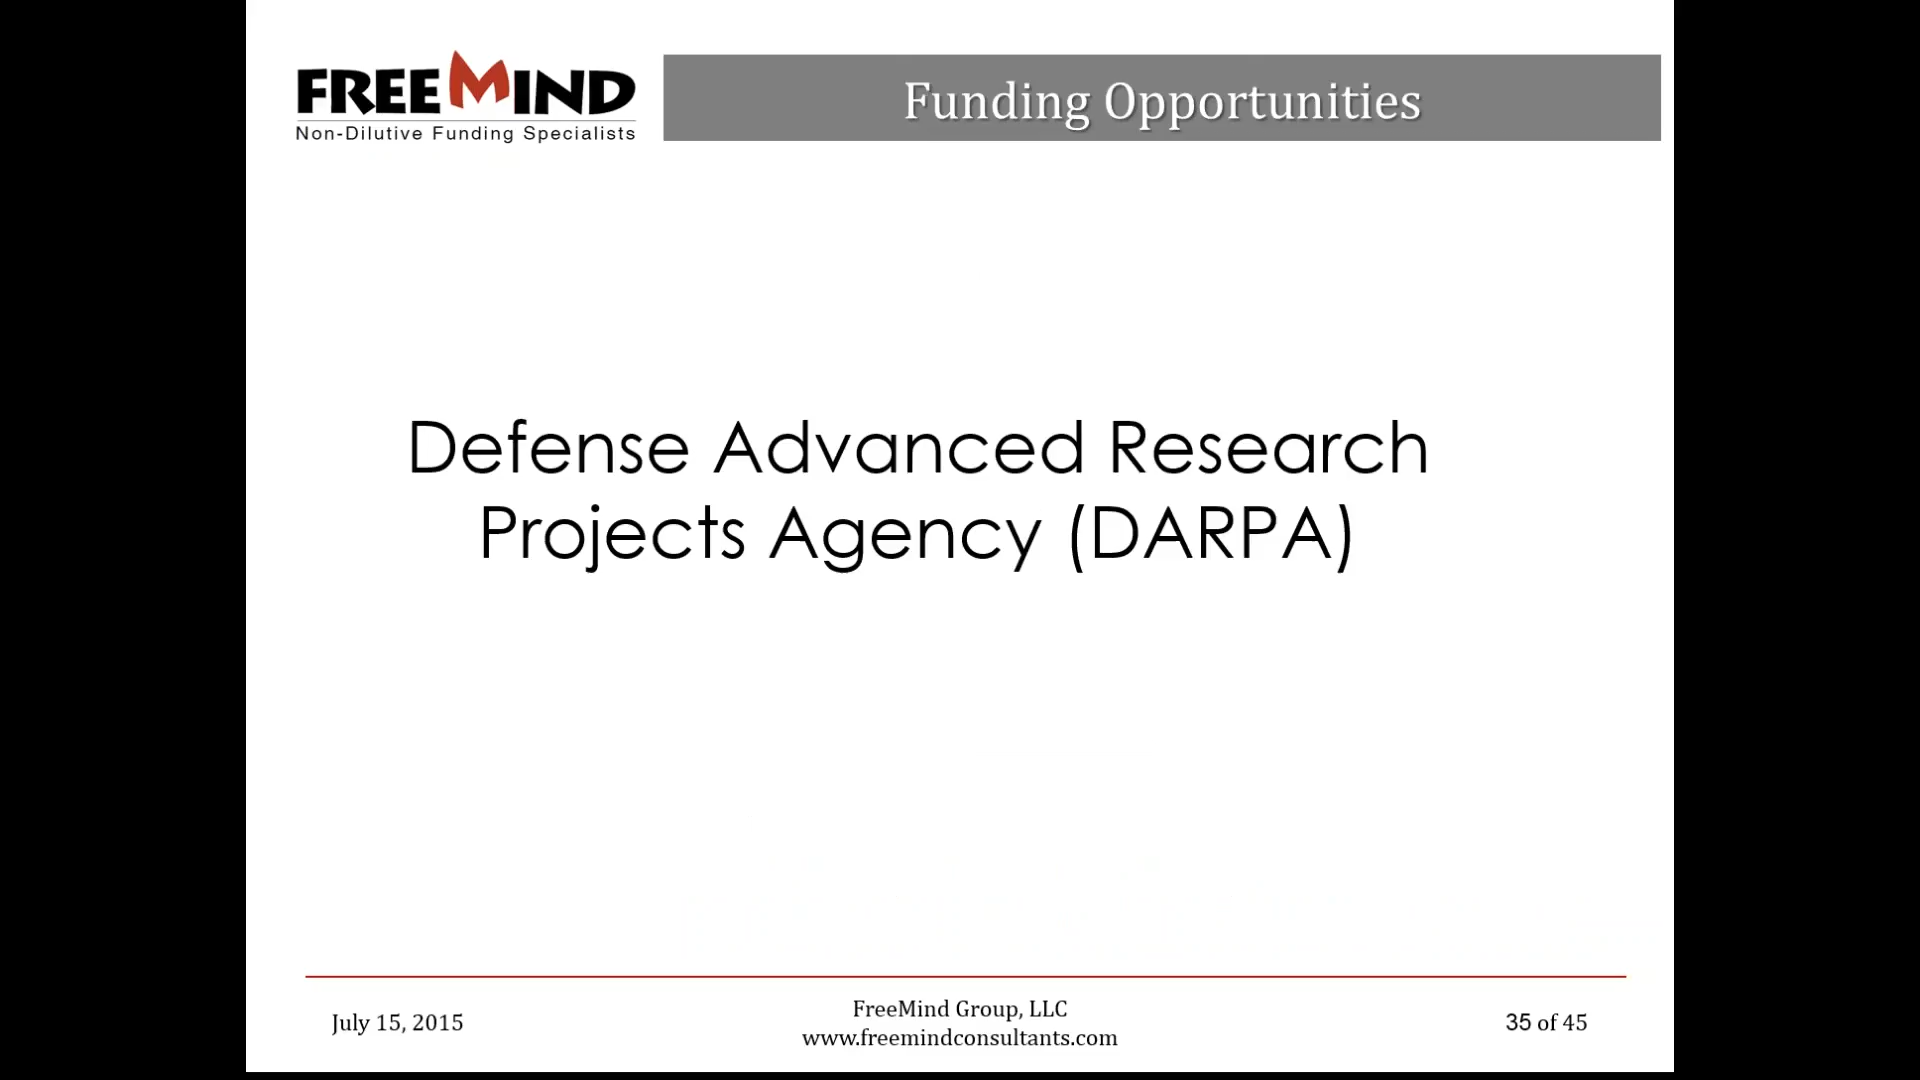 FREEMIND
Non-Dilutive Funding Specialists
Funding Opportunities
Defense Advanced Research
Projects Agency (DARPA)
July 15, 2015
FreeMind Group, LLC
www.freemindconsultants.com
35 of 45